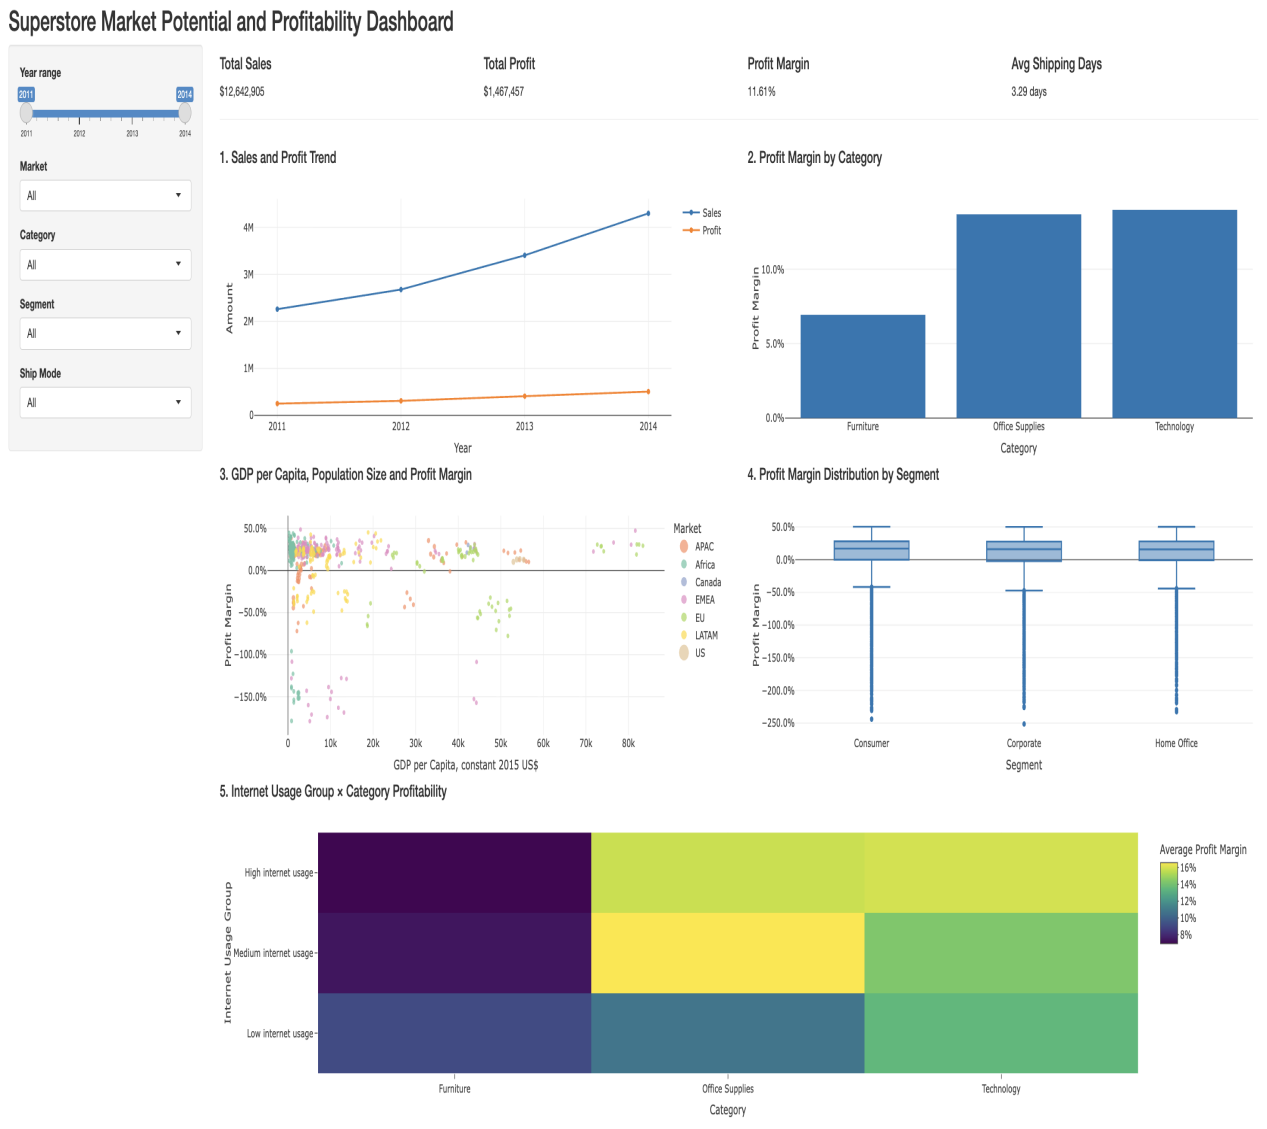 Superstore Market Potential and Profitability Dashboard
Year range
2011 2014
2011 2012 2013 2014
Market
All
Category
All
Segment
All
Ship Mode
All
Total Sales
$12,642,905
Total Profit
$1,467,457
Profit Margin
11.61%
Avg Shipping Days
3.29 days
1. Sales and Profit Trend
Amount
4M
3M
2M
1M
0
2011 2012 2013 2014
Year
Sales
Profit
2. Profit Margin by Category
Profit Margin
10.0%
5.0%
0.0%
Furniture Office Supplies Technology
Category
3. GDP per Capita, Population Size and Profit Margin
Profit Margin
50.0%
0.0%
−50.0%
−100.0%
−150.0%
0 10k 20k 30k 40k 50k 60k 70k 80k
GDP per Capita, constant 2015 US$
Market
APAC
Africa
Canada
EMEA
EU
LATAM
US
4. Profit Margin Distribution by Segment
Profit Margin
50.0%
0.0%
−50.0%
−100.0%
−150.0%
−200.0%
−250.0%
Consumer Corporate Home Office
Segment
5. Internet Usage Group × Category Profitability
Internet Usage Group
High internet usage
Medium internet usage
Low internet usage
Furniture Office Supplies Technology
Category
Average Profit Margin
16%
14%
12%
10%
8%